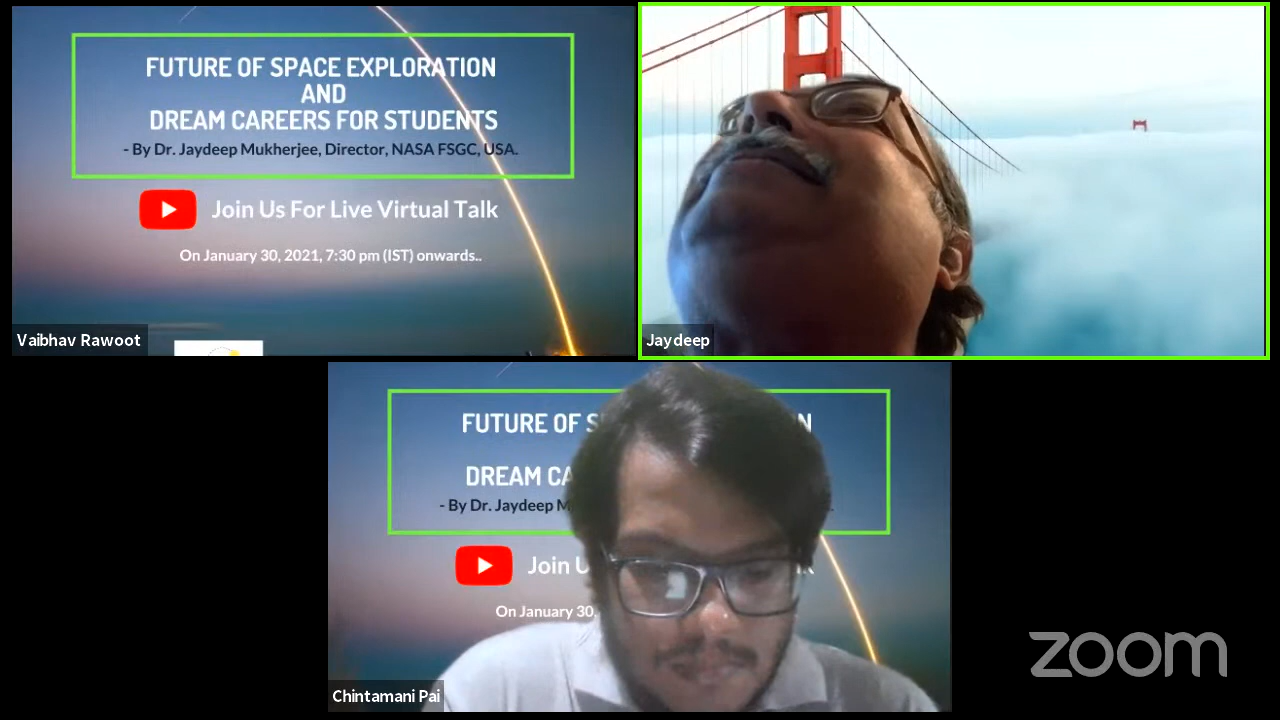 FUTURE OF SPACE EXPLORATION
AND
DREAM CAREERS FOR STUDENTS
- By Dr. Jaydeep Mukherjee, Director, NASA FSGC, USA.
Join Us For Live Virtual Talk
On January 30, 2021, 7:30 pm (IST) onwards..
Vaibhav Rawoot
Jaydeep
FUTURE OF S N
DREAM CA
- By Dr. Jaydeep M
Join U
On January 30,
Chintamani Pai
zoom